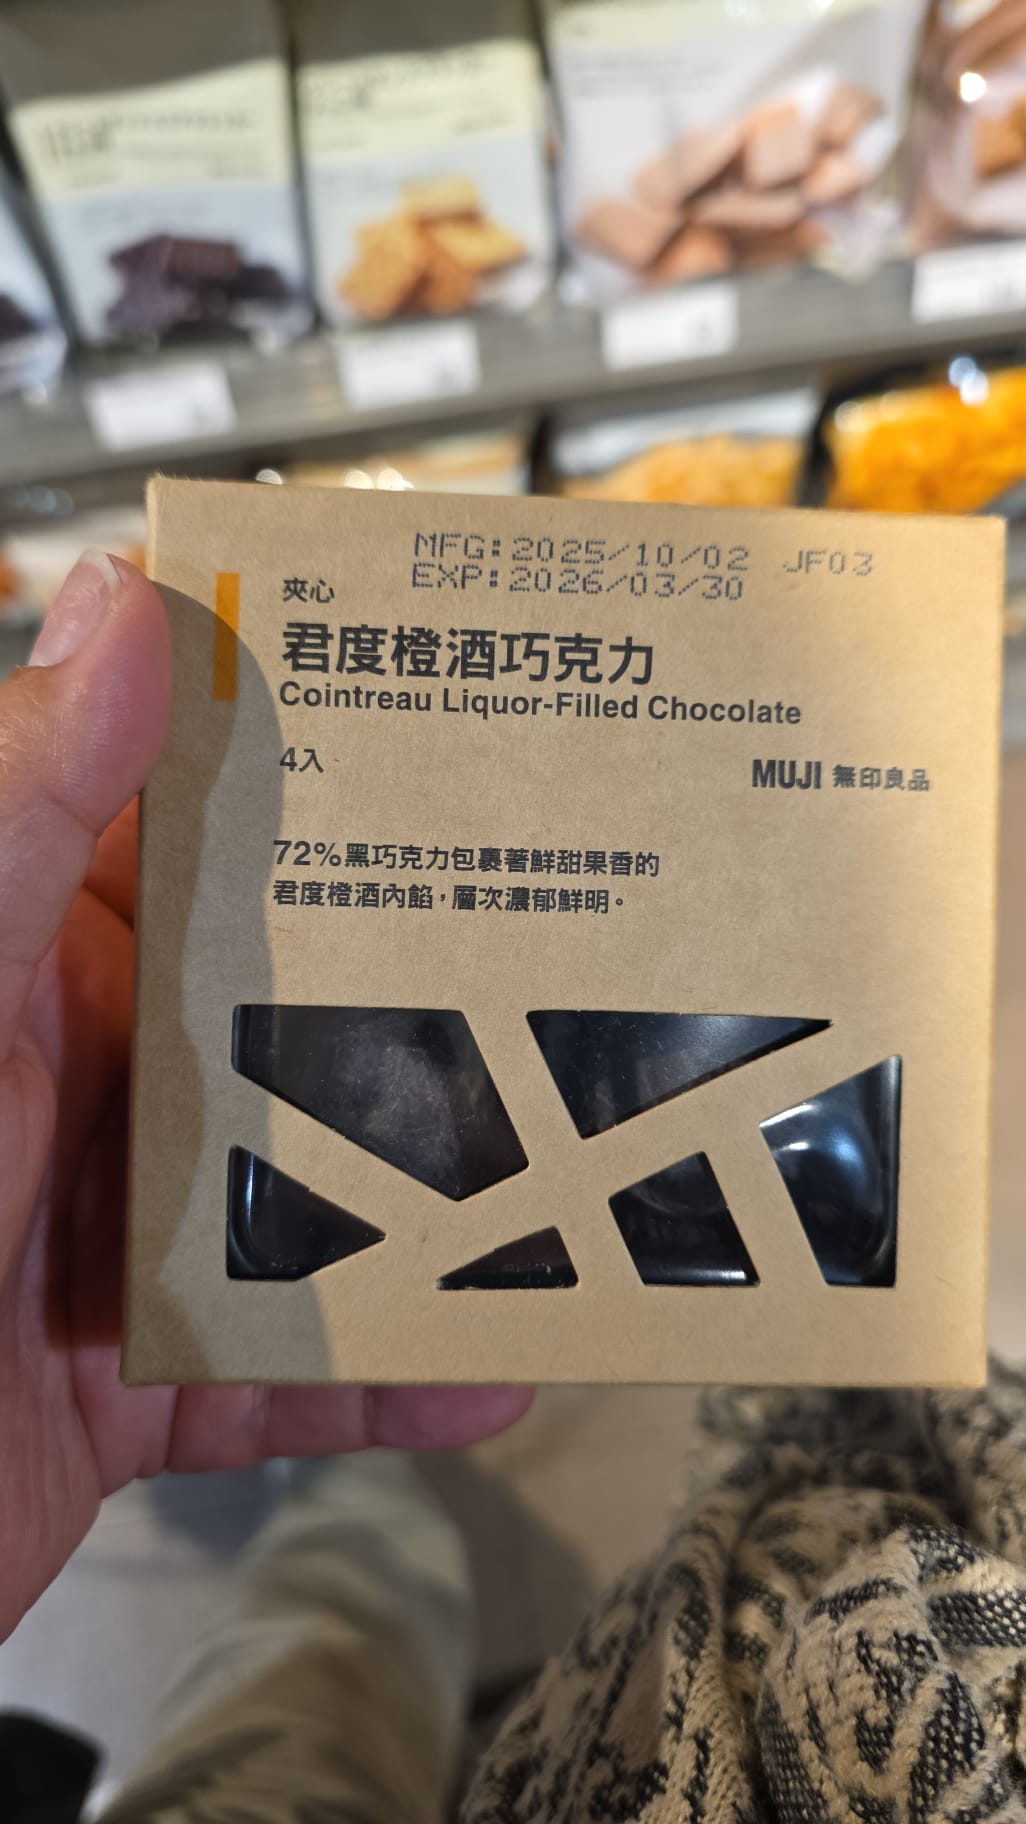 MFG:2025/10/02 JF03
EXP:2026/03/30
夾心
君度橙酒巧克力
Cointreau Liquor-Filled Chocolate
4入
MUJI 無印良品
72%黑巧克力包裹著鮮甜果香的
君度橙酒內餡，層次濃郁鮮明。